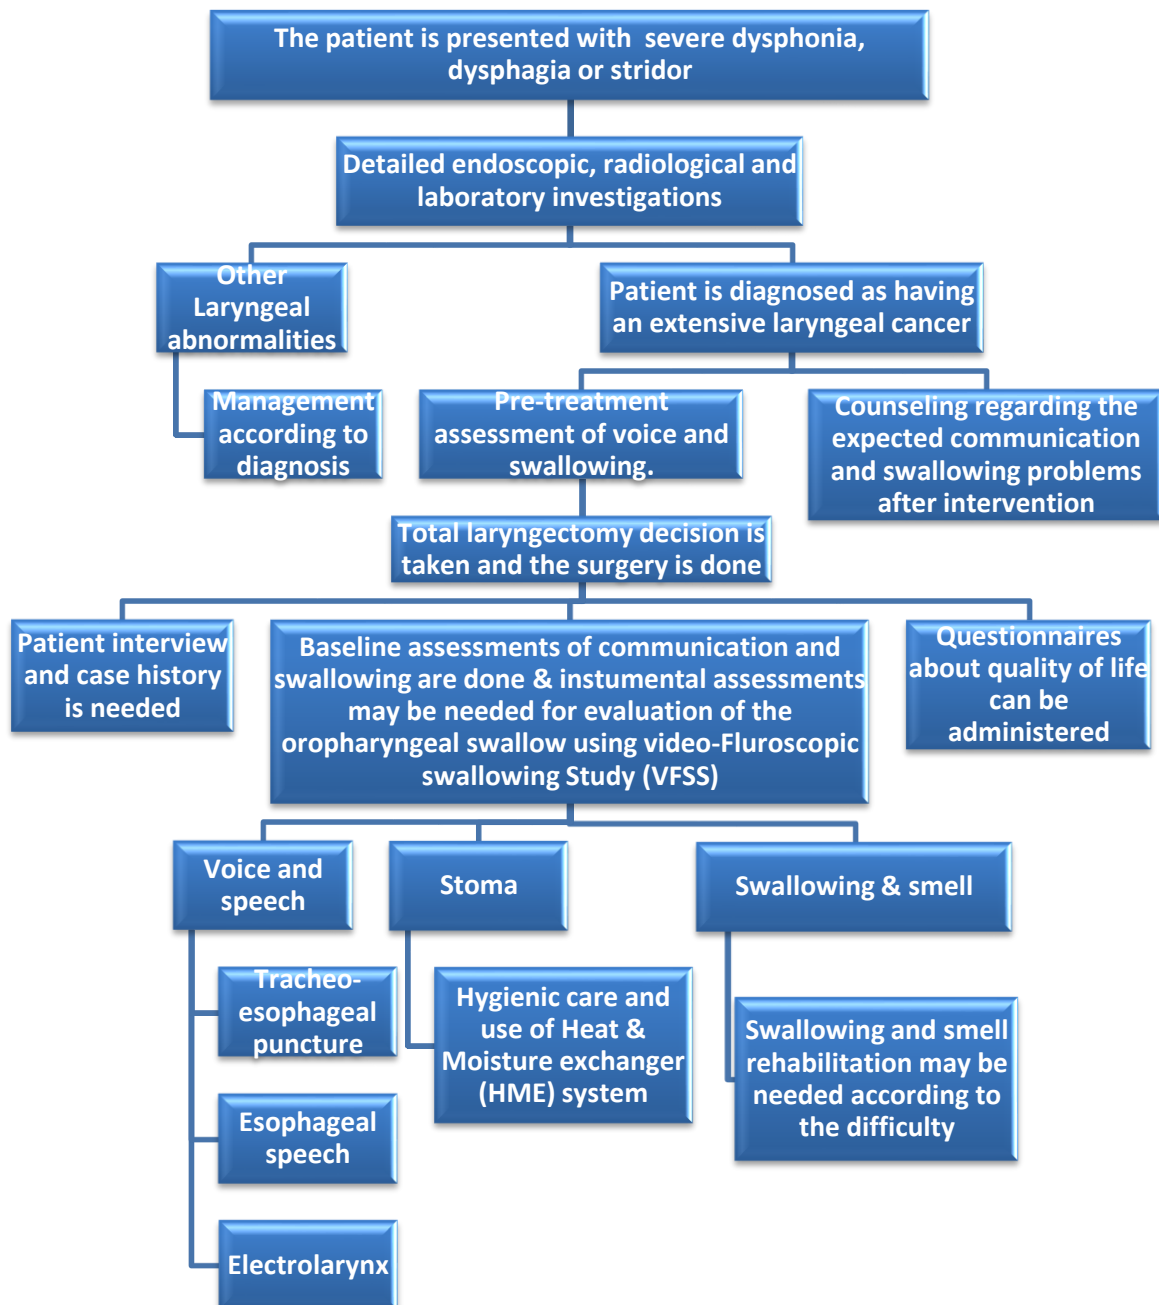 The patient is presented with severe dysphonia,
dysphagia or stridor
Detailed endoscopic, radiological and
laboratory investigations
Other
Laryngeal
abnormalities
Patient is diagnosed as having
an extensive laryngeal cancer
Management
according to
diagnosis
Pre-treatment
assessment of voice and
swallowing.
Counseling regarding the
expected communication
and swallowing problems
after intervention
Total laryngectomy decision is
taken and the surgery is done
Patient interview
and case history
is needed
Baseline assessments of communication and
swallowing are done & instumental assessments
may be needed for evaluation of the
oropharyngeal swallow using video-Fluroscopic
swallowing Study (VFSS)
Questionnaires
about quality of life
can be
administered
Voice and
speech
Stoma
Swallowing & smell
Tracheo-
esophageal
puncture
Hygienic care and
use of Heat &
Moisture exchanger
(HME) system
Swallowing and smell
rehabilitation may be
needed according to
the difficulty
Esophageal
speech
Electrolarynx